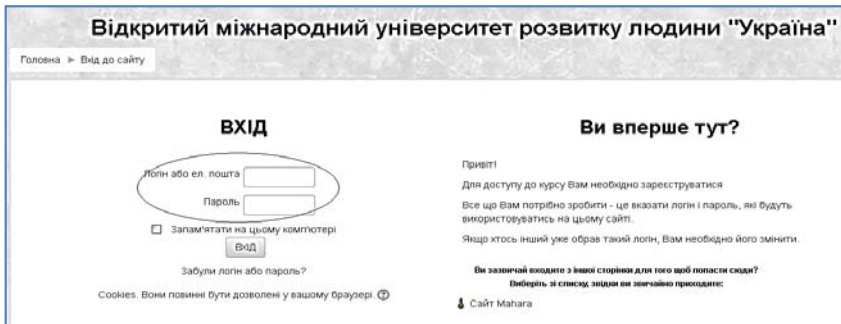 Відкритий міжнародний університет розвитку людини "Україна"
Головна ► Вхід до сайту
ВХІД
Логін або ел. пошта
Пароль
Запам'ятати на цьому комп'ютері
ВХІД
Забули логін або пароль?
Cookies. Вони повинні бути дозволені у вашому браузері.
Ви вперше тут?
Привіт!
Для доступу до курсу Вам необхідно зареєструватися
Все що Вам потрібно зробити - це вказати логін і пароль, які будуть
використовуватись на цьому сайті.
Якщо хтось інший уже обрав такий логін, Вам необхідно його змінити.
Ви зазвичай входите з іншої сторінки для того щоб попасти сюди?
Виберіть зі списку, звідки ви звичайно приходите:
Сайт Mahara